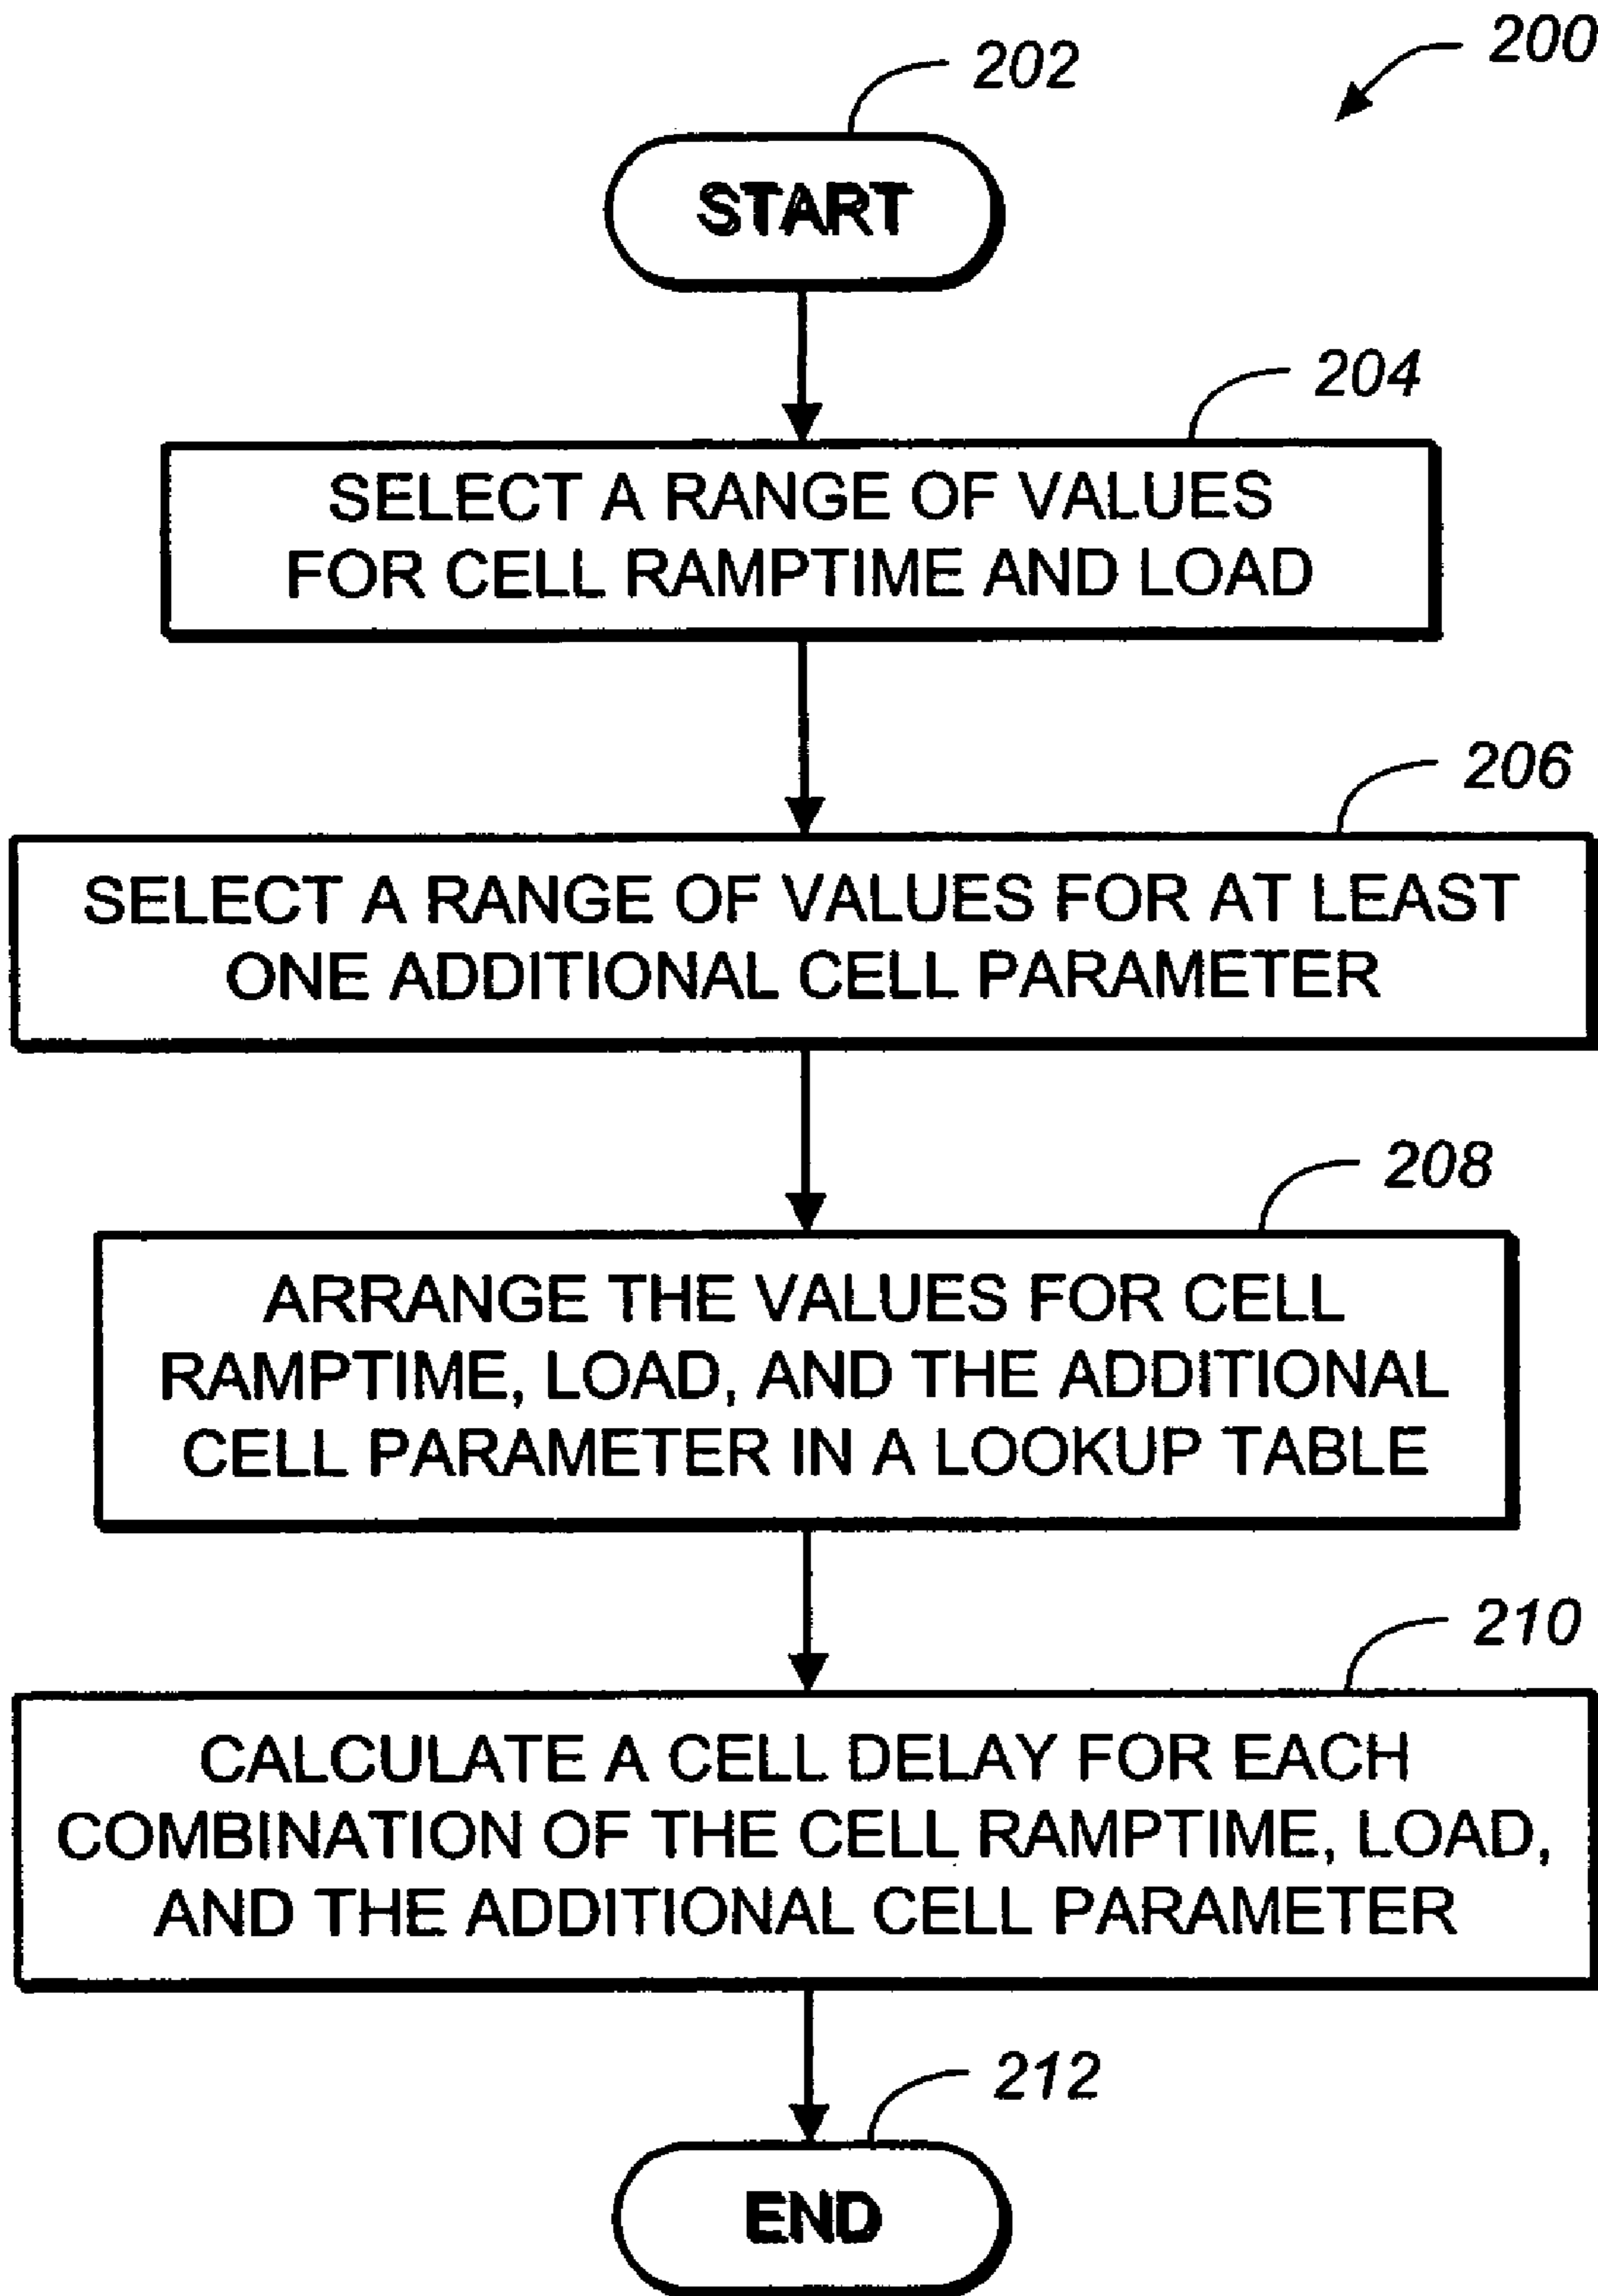 200
202
START
204
SELECT A RANGE OF VALUES
FOR CELL RAMPTIME AND LOAD
206
SELECT A RANGE OF VALUES FOR AT LEAST
ONE ADDITIONAL CELL PARAMETER
208
ARRANGE THE VALUES FOR CELL
RAMPTIME, LOAD, AND THE ADDITIONAL
CELL PARAMETER IN A LOOKUP TABLE
210
CALCULATE A CELL DELAY FOR EACH
COMBINATION OF THE CELL RAMPTIME, LOAD,
AND THE ADDITIONAL CELL PARAMETER
212
END